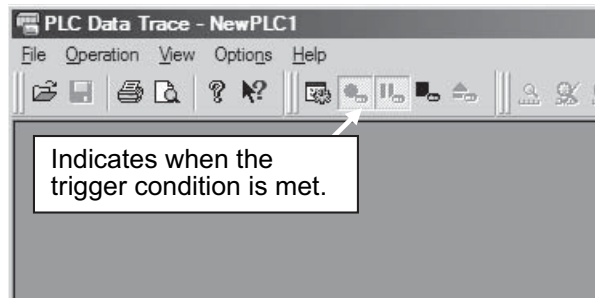 PLC Data Trace - NewPLC1
File Operation View Options Help
Indicates when the
trigger condition is met.